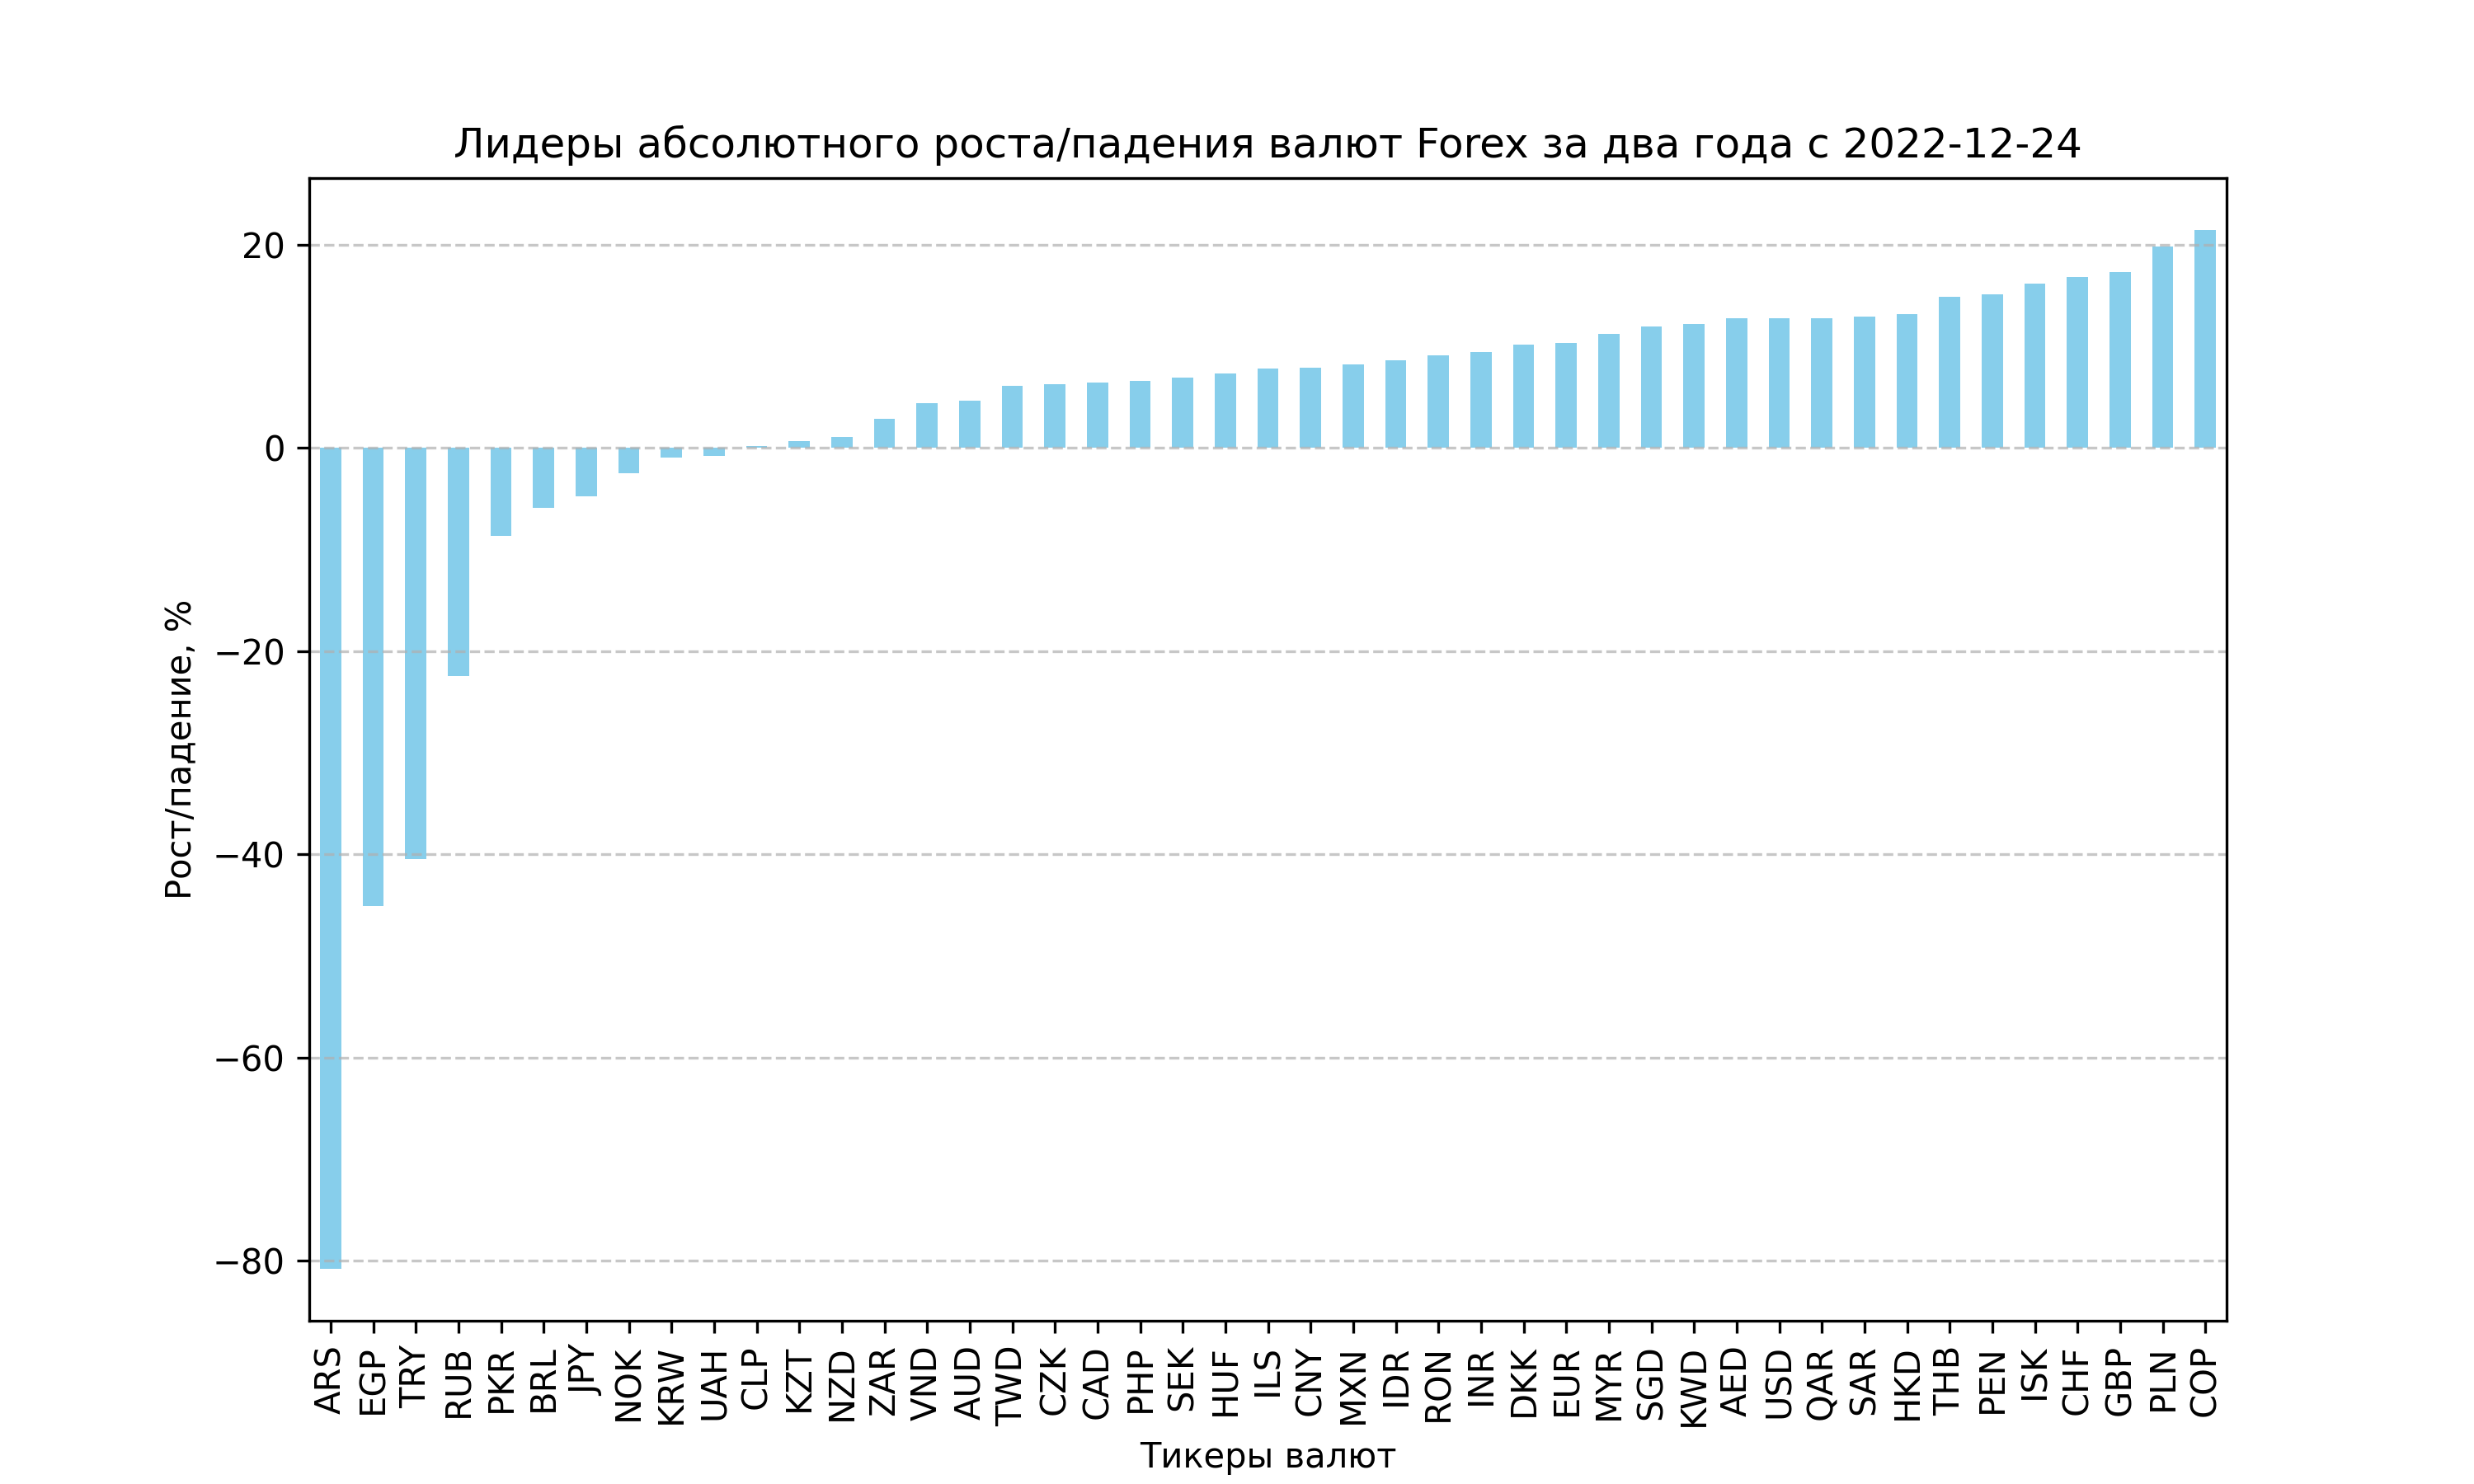 Лидеры абсолютного роста/падения валют Forex за два года с 2022-12-24
Рост/падение, %
20
0
−20
−40
−60
−80
ARS EGP TRY RUB PKR BRL JPY NOK KRW UAH CLP KZT NZD ZAR VND AUD TWD CZK CAD PHP SEK HUF ILS CNY MXN IDR RON INR DKK EUR MYR SGD KWD AED USD QAR SAR HKD THB PEN ISK CHF GBP PLN COP
Тикеры валют